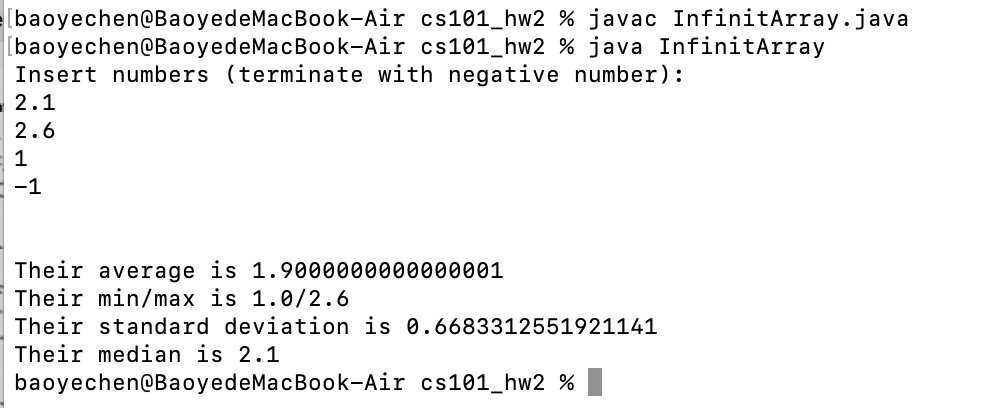 [baoyechen@BaoyedeMacBook-Air cs101_hw2 % javac InfinitArray.java
[baoyechen@BaoyedeMacBook-Air cs101_hw2 % java InfinitArray
Insert numbers (terminate with negative number):
2.1
2.6
1
-1
Their average is 1.9000000000000001
Their min/max is 1.0/2.6
Their standard deviation is 0.6683312551921141
Their median is 2.1
baoyechen@BaoyedeMacBook-Air cs101_hw2 %